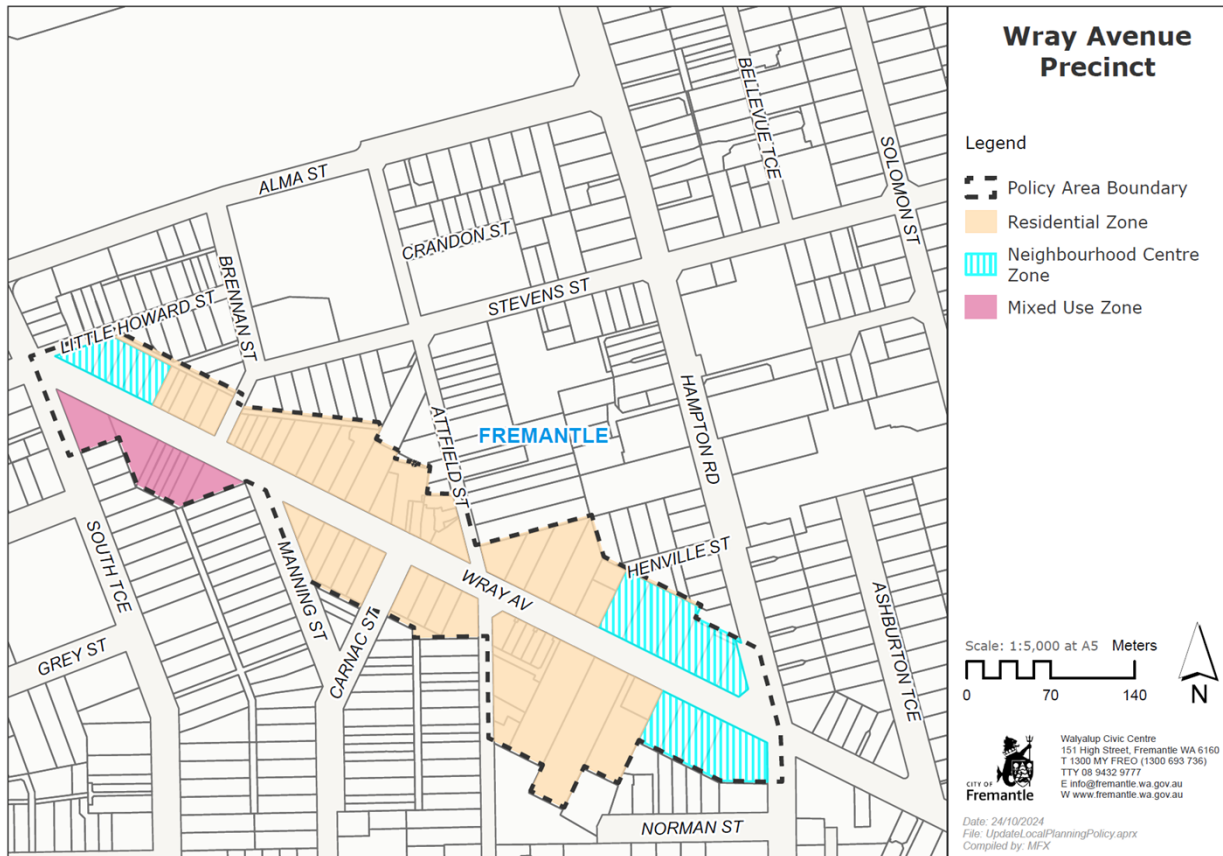 Wray Avenue
Precinct
Legend
Policy Area Boundary
Residential Zone
Neighbourhood Centre
Zone
Mixed Use Zone
BELLEVUE TCE
SOLOMON ST
ALMA ST
CRANDON ST
BRENNAN ST
STEVENS ST
LITTLE HOWARD ST
HAMPTON RD
ATTFIELD ST
FREMANTLE
SOUTH TCE
MANNING ST
WRAY AV
HENVILLE ST
ASHBURTON TCE
CARNAC ST
GREY ST
NORMAN ST
Scale: 1:5,000 at A5 Meters
0 70 140
N
CITY OF
Fremantle
Walyalup Civic Centre
151 High Street, Fremantle WA 6160
T 1300 MY FREO (1300 693 736)
TTY 08 9432 9777
E info@fremantle.wa.gov.au
W www.fremantle.wa.gov.au
Date: 24/10/2024
File: UpdateLocalPlanningPolicy.aprx
Compiled by: MFX